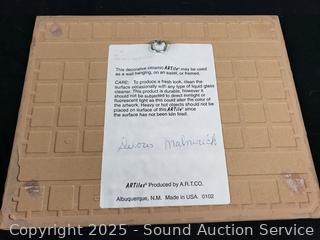 This decorative ceramic ARTile® may be used
as a wall hanging, on an easel, or framed.
CARE: To produce a fresh look, clean the
surface occasionally with any type of liquid glass
cleaner. This product is durable, however it
should not be subjected to direct sunlight or
fluorescent light as this could alter the color of
the artwork. Heavy or hot objects should not be
placed on surface of this ARTile® since
the surface has not been kiln fired.
ARTiles® Produced by A.R.T.CO.
Albuquerque, N.M. Made in USA 0102
Copyright 2025 - Sound Auction Service